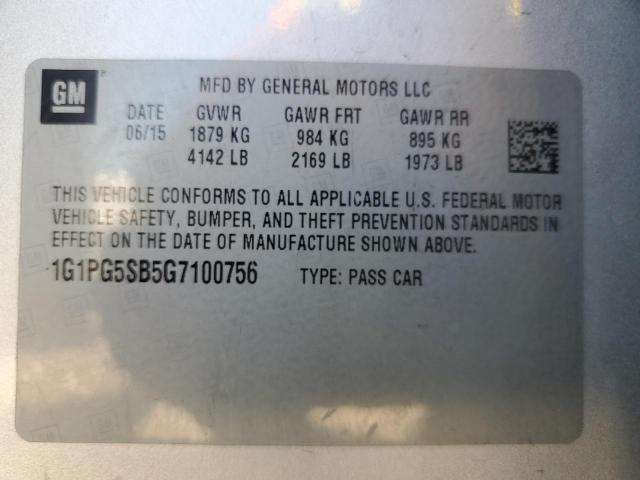 GM
MFD BY GENERAL MOTORS LLC
DATE GVWR GAWR FRT GAWR RR
06/15 1879 KG 984 KG 895 KG
4142 LB 2169 LB 1973 LB
THIS VEHICLE CONFORMS TO ALL APPLICABLE U.S. FEDERAL MOTOR
VEHICLE SAFETY, BUMPER, AND THEFT PREVENTION STANDARDS IN
EFFECT ON THE DATE OF MANUFACTURE SHOWN ABOVE.
1G1PG5SB5G7100756 TYPE: PASS CAR